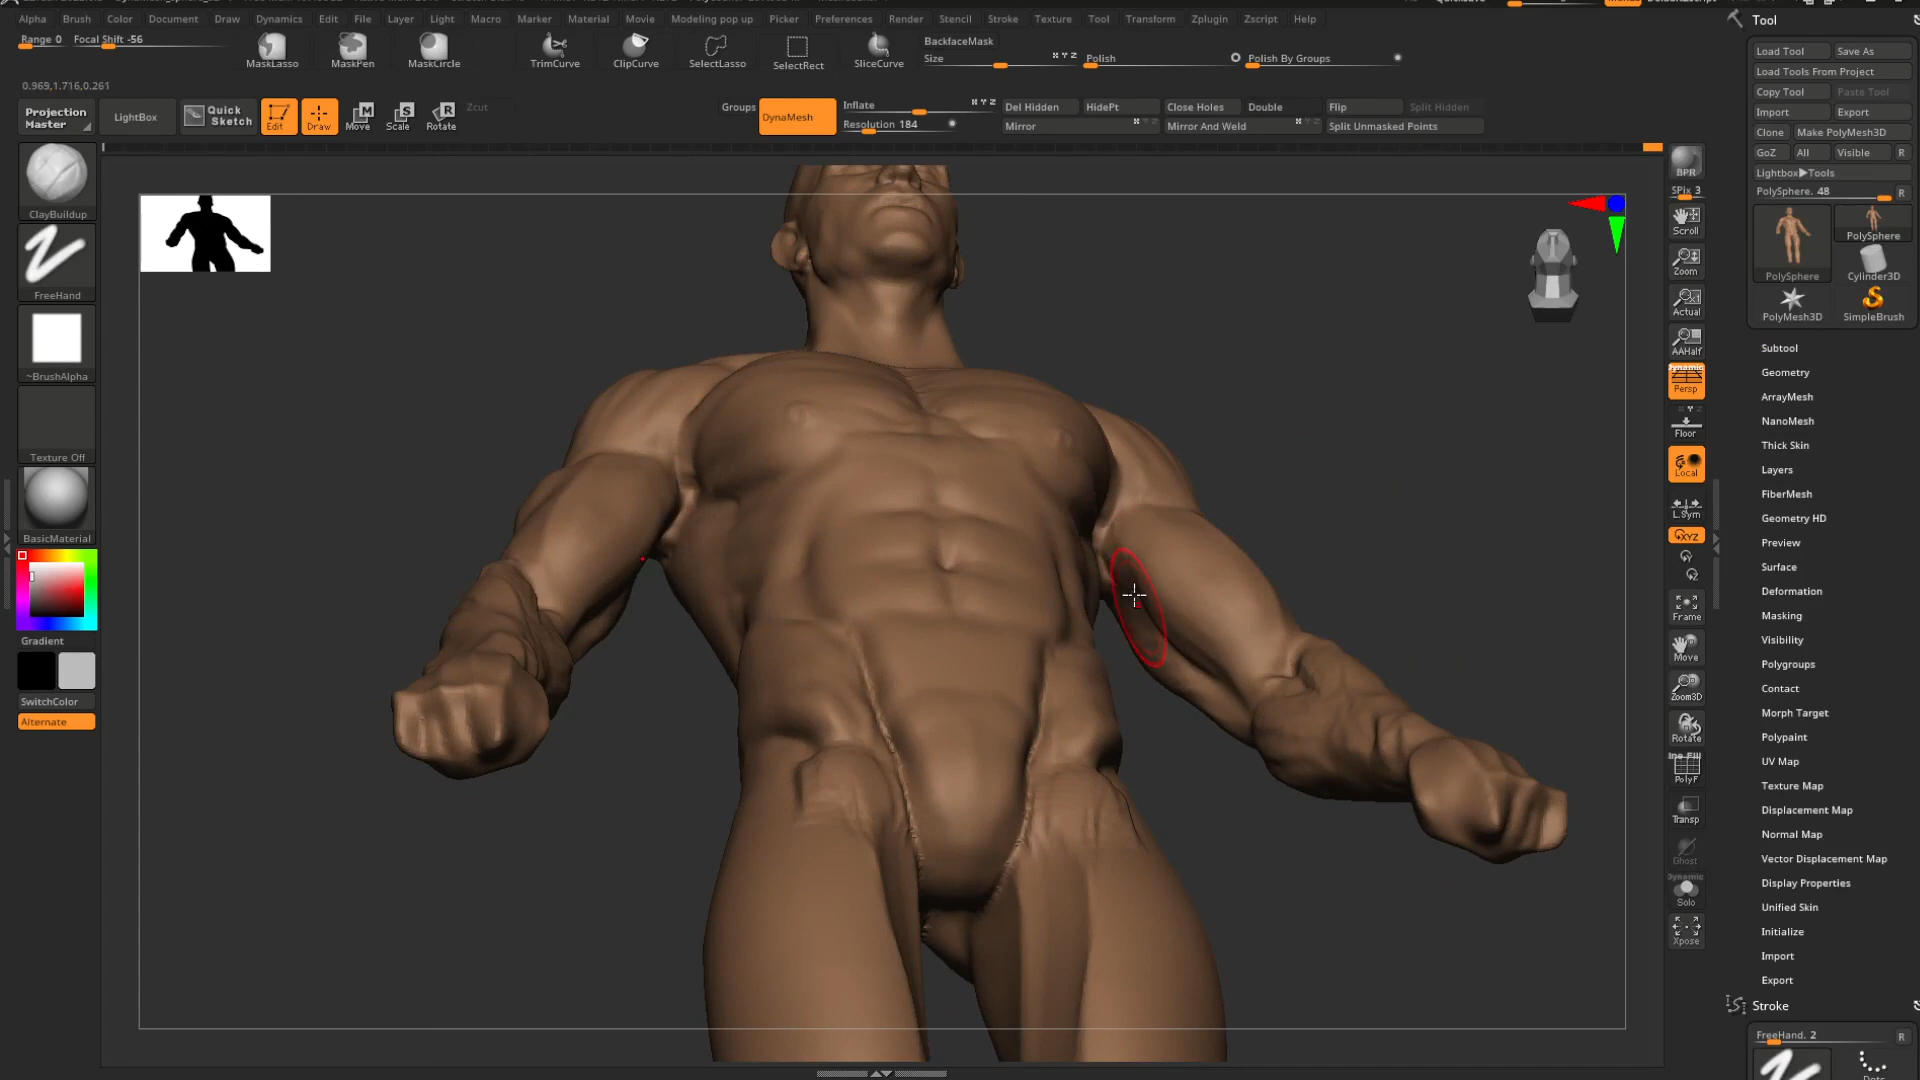 Alpha Brush Color Document Draw Dynamics Edit File Layer Light Macro Marker Material Movie Modeling pop up Picker Preferences Render Stencil Stroke Texture Tool Transform Zplugin Zscript Help
Range 0 Focal Shift -56
MaskLasso MaskPen MaskCircle TrimCurve ClipCurve SelectLasso SelectRect SliceCurve
BackfaceMask
Size X Y Z Polish Polish By Groups
0.969,1.716,0.261
Projection Master
LightBox
Quick Sketch
Edit Draw Move Scale Rotate
Zcut
Groups DynaMesh Inflate X Y Z
Resolution 184
Del Hidden HidePt Close Holes Double Flip Split Hidden
Mirror Mirror And Weld Split Unmasked Points
ClayBuildup
FreeHand
~BrushAlpha
Texture Off
BasicMaterial
Gradient
SwitchColor
Alternate
BPR
SPix 3
Scroll
Zoom
Actual
AAHalf
Dynamic
Persp
Floor
Local
L.Sym
XYZ
Y
Z
Frame
Move
Zoom3D
Rotate
PolyF
Transp
Ghost
Dynamic
Solo
Xpose
Tool
Load Tool Save As
Load Tools From Project
Copy Tool Paste Tool
Import Export
Clone Make PolyMesh3D
GoZ All Visible R
Lightbox▶Tools
PolySphere. 48 R
PolySphere
PolySphere
Cylinder3D
PolyMesh3D SimpleBrush
Subtool
Geometry
ArrayMesh
NanoMesh
Thick Skin
Layers
FiberMesh
Geometry HD
Preview
Surface
Deformation
Masking
Visibility
Polygroups
Contact
Morph Target
Polypaint
UV Map
Texture Map
Displacement Map
Normal Map
Vector Displacement Map
Display Properties
Unified Skin
Initialize
Import
Export
Stroke
FreeHand. 2 R